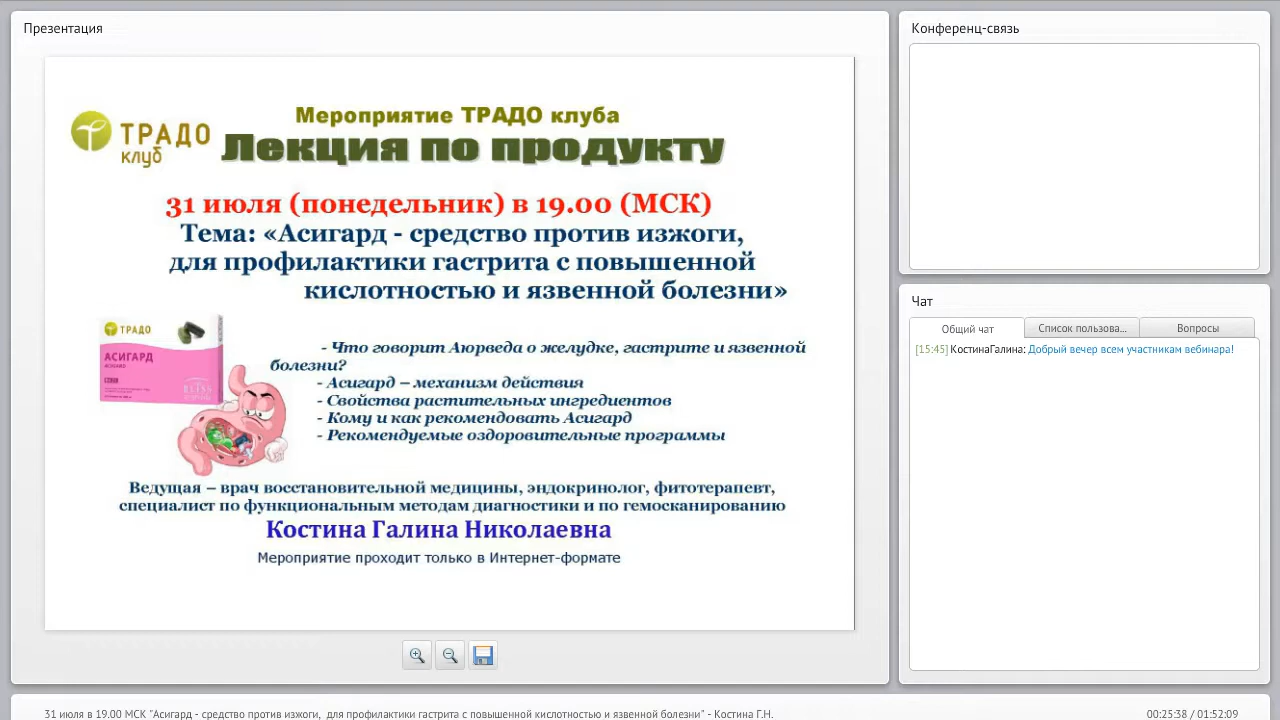 Презентация
ТРАДО
клуб
Мероприятие ТРАДО клуба
Лекция по продукту
31 июля (понедельник) в 19.00 (МСК)
Тема: «Асигард - средство против изжоги,
для профилактики гастрита с повышенной
кислотностью и язвенной болезни»
ТРАДО
АСИГАРД
- Что говорит Аюрведа о желудке, гастрите и язвенной
болезни?
- Асигард – механизм действия
- Свойства растительных ингредиентов
- Кому и как рекомендовать Асигард
- Рекомендуемые оздоровительные программы
Ведущая – врач восстановительной медицины, эндокринолог, фитотерапевт,
специалист по функциональным методам диагностики и по гемосканированию
Костина Галина Николаевна
Мероприятие проходит только в Интернет-формате
Конференц-связь
Чат
Общий чат
Список пользова...
Вопросы
[15:45] КостинаГалина: Добрый вечер всем участникам вебинара!
31 июля в 19.00 МСК "Асигард - средство против изжоги, для профилактики гастрита с повышенной кислотностью и язвенной болезни" - Костина Г.Н.
00:25:38 / 01:52:09